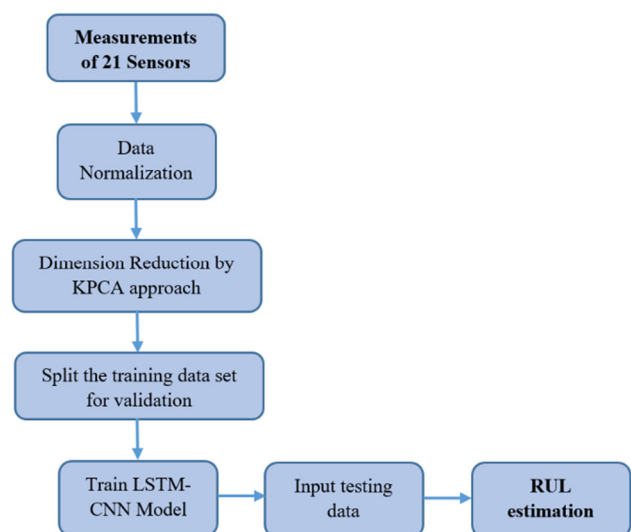 Measurements
of 21 Sensors
Data
Normalization
Dimension Reduction by
KPCA approach
Split the training data set
for validation
Train LSTM-
CNN Model
Input testing
data
RUL
estimation